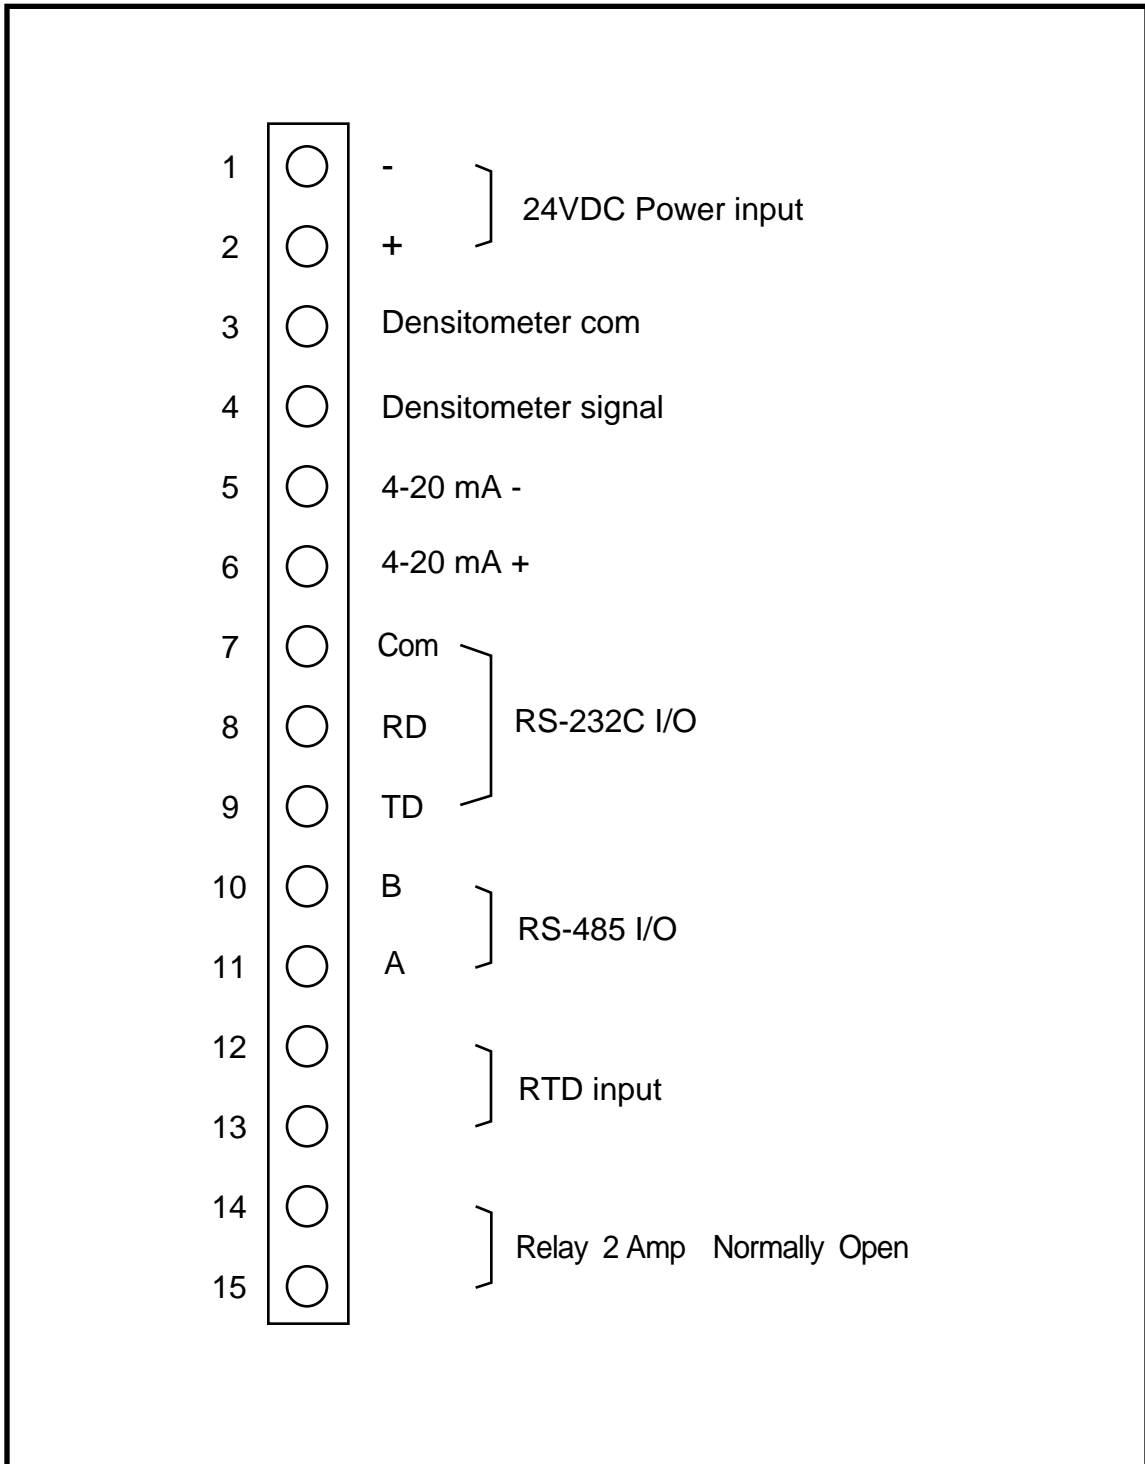 1 -
24VDC Power input
2 +
3 Densitometer com
4 Densitometer signal
5 4-20 mA -
6 4-20 mA +
7 Com
8 RD
RS-232C I/O
9 TD
10 B
RS-485 I/O
11 A
12
RTD input
13
14
Relay 2 Amp Normally Open
15